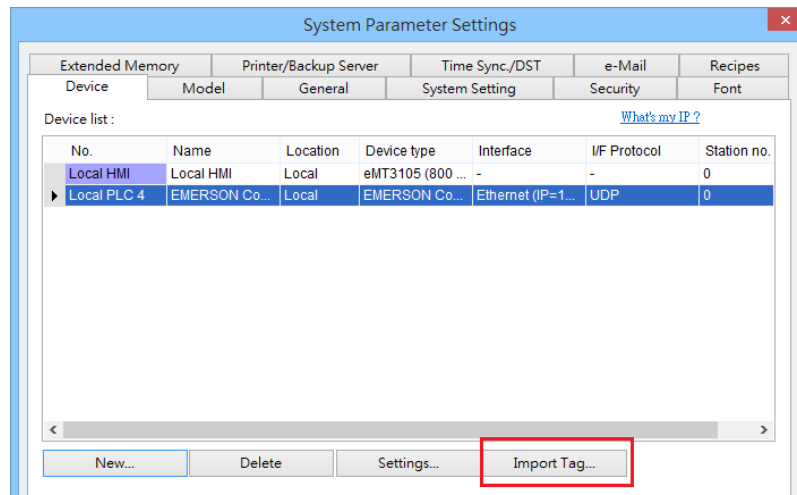 System Parameter Settings
Extended Memory Printer/Backup Server Time Sync./DST e-Mail Recipes
Device Model General System Setting Security Font
Device list : What's my IP ?
No. Name Location Device type Interface I/F Protocol Station no.
Local HMI Local HMI Local eMT3105 (800 ... - - 0
Local PLC 4 EMERSON Co... Local EMERSON Co... Ethernet (IP=1... UDP 0
New... Delete Settings... Import Tag...